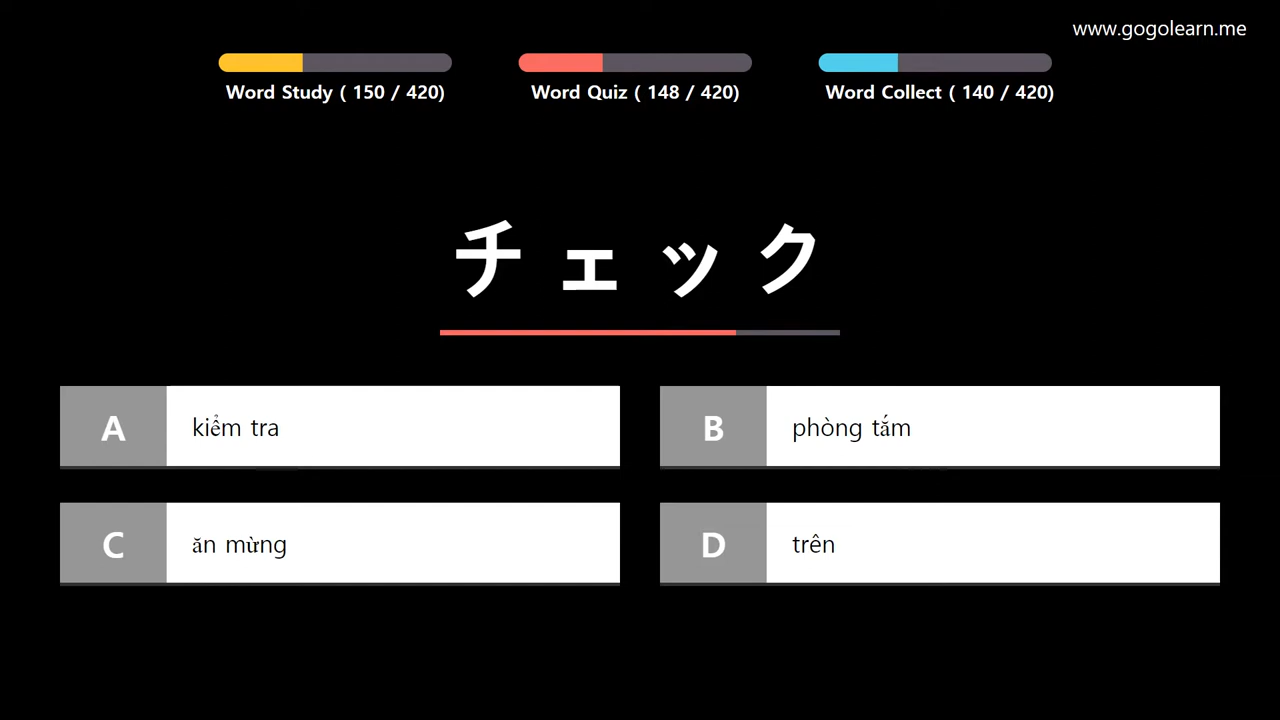 www.gogolearn.me
Word Study ( 150 / 420)
Word Quiz ( 148 / 420)
Word Collect ( 140 / 420)
チェック
A kiểm tra
B phòng tắm
C ăn mừng
D trên